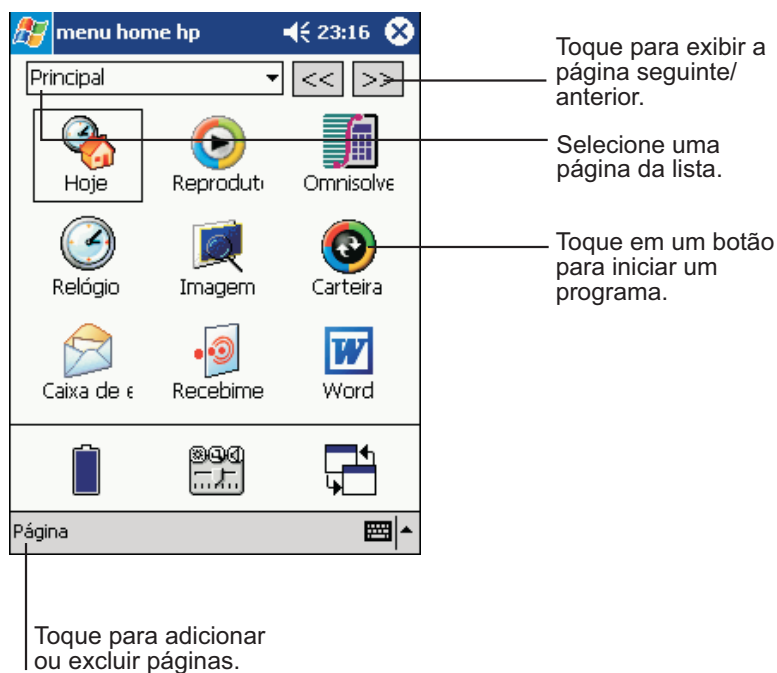 menu home hp 23:16
Principal << >>
Toque para exibir a
página seguinte/
anterior.
Selecione uma
página da lista.
Hoje Reprodut Omnisolve
Toque em um botão
para iniciar um
programa.
Relógio Imagem Carteira
Caixa de e Recebime Word
Página
Toque para adicionar
ou excluir páginas.